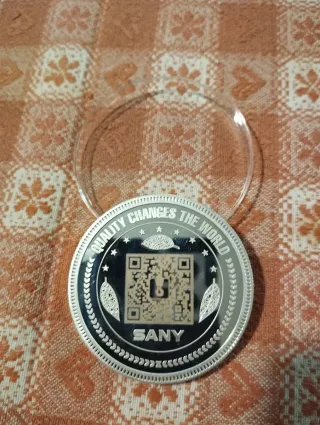 QUALITY CHANGES THE WORLD
SANY